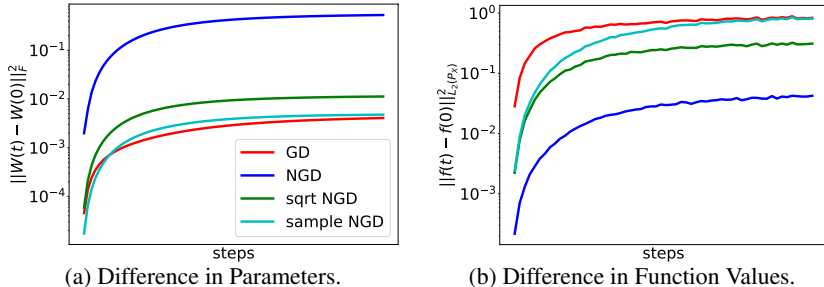 ||W(t) − W(0)||²_F
10⁻¹
10⁻²
10⁻³
10⁻⁴
GD
NGD
sqrt NGD
sample NGD
steps
(a) Difference in Parameters.
||f(t) − f(0)||²_{L₂(P_X)}
10⁰
10⁻¹
10⁻²
10⁻³
steps
(b) Difference in Function Values.